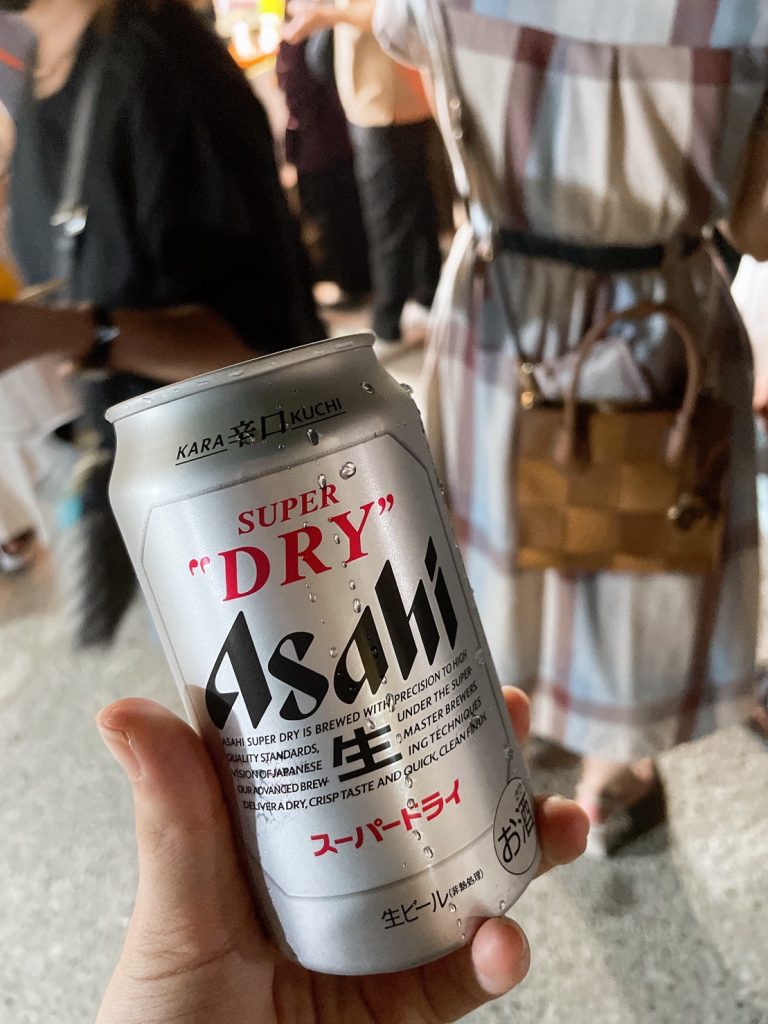 KARA 辛口 KUCHI
SUPER
"DRY"
Asahi
ASAHI SUPER DRY IS BREWED WITH PRECISION TO HIGH
QUALITY STANDARDS, UNDER THE SUPER-
VISION OF JAPANESE MASTER BREWERS.
OUR ADVANCED BREW- ING TECHNIQUES
DELIVER A DRY, CRISP TASTE AND QUICK, CLEAN FINISH.
生
スーパードライ
お酒
生ビール(非熱処理)